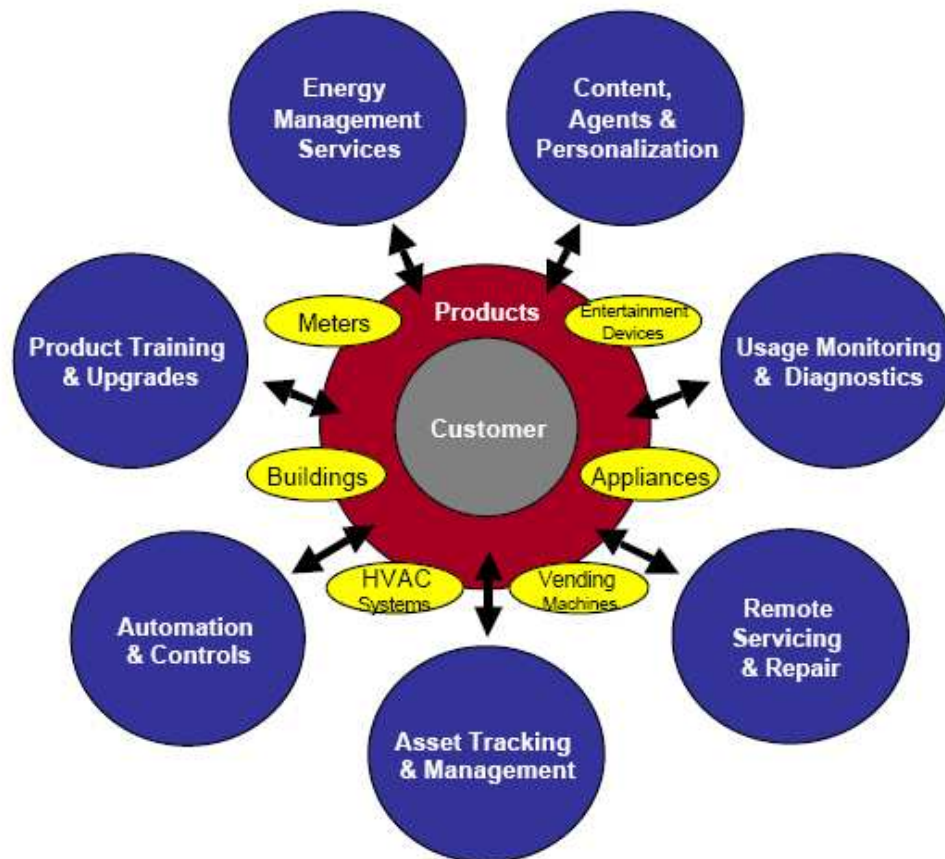 Energy
Management
Services
Content,
Agents &
Personalization
Products
Meters
Entertainment
Devices
Product Training
& Upgrades
Usage Monitoring
& Diagnostics
Customer
Buildings
Appliances
HVAC
Systems
Vending
Machines
Automation
& Controls
Remote
Servicing
& Repair
Asset Tracking
& Management